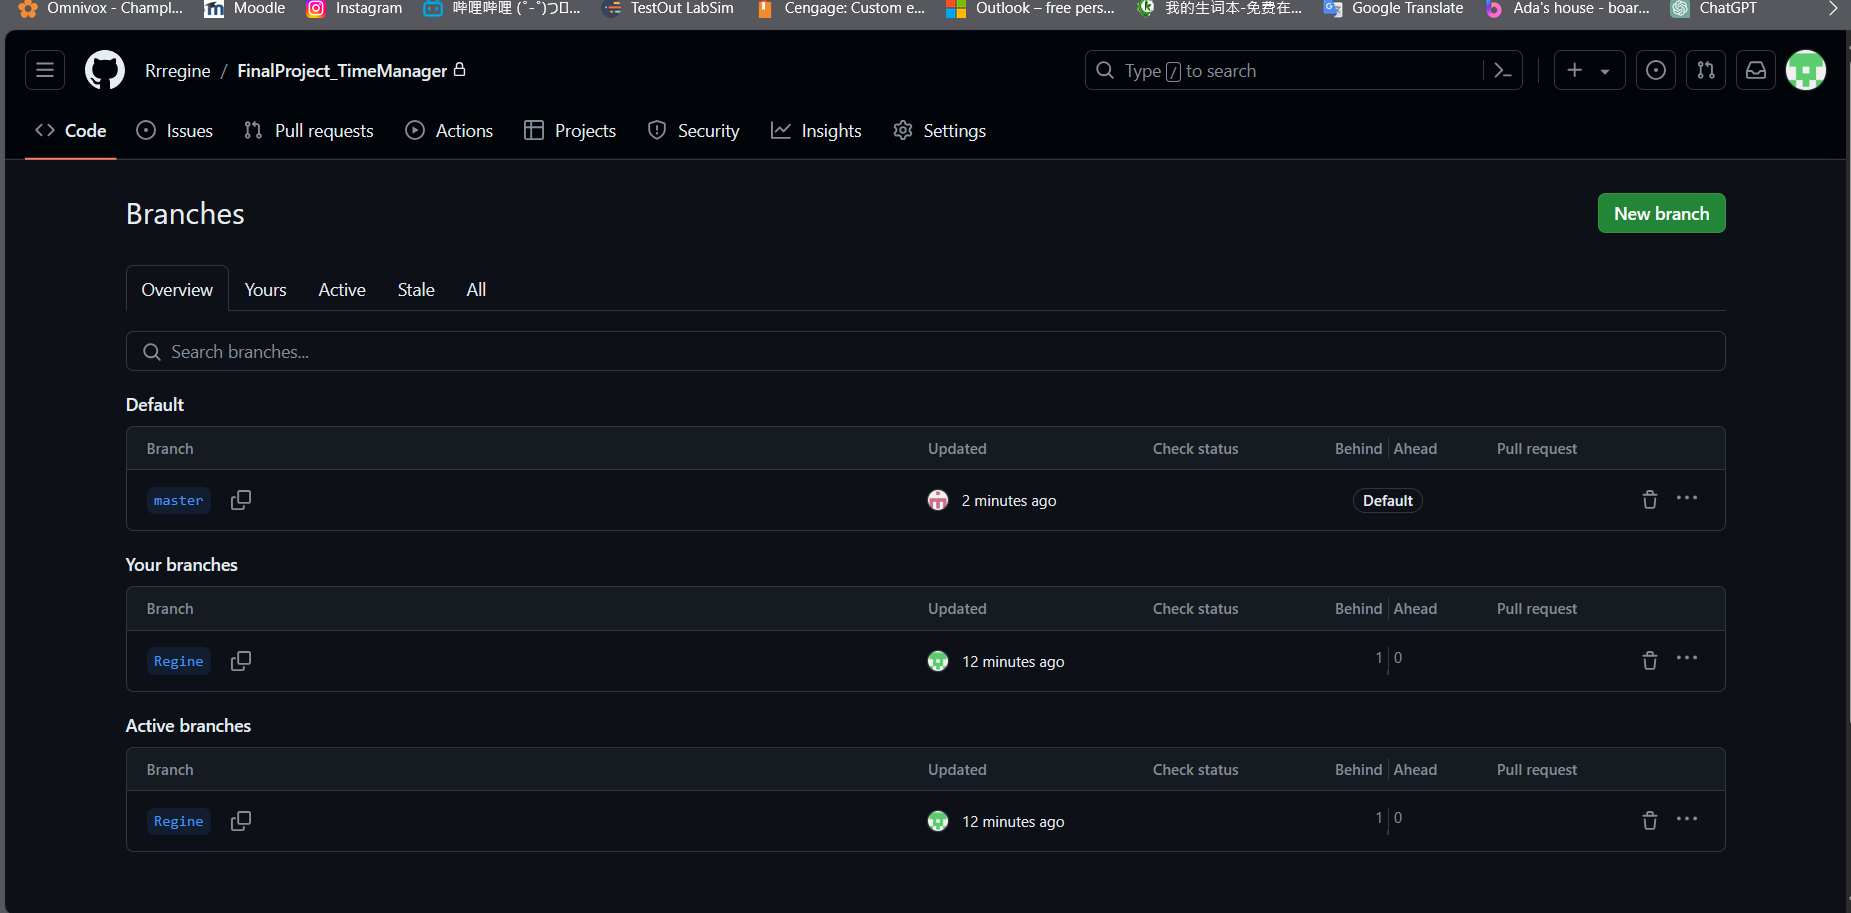 Omnivox - Champl... Moodle Instagram 哔哩哔哩 (゜-゜)つロ... TestOut LabSim Cengage: Custom e... Outlook – free pers... 我的生词本-免费在... Google Translate Ada's house - boar... ChatGPT
Rrregine / FinalProject_TimeManager Type / to search
Code Issues Pull requests Actions Projects Security Insights Settings
Branches New branch
Overview Yours Active Stale All
Search branches...
Default
Branch Updated Check status Behind Ahead Pull request
master 2 minutes ago Default
Your branches
Branch Updated Check status Behind Ahead Pull request
Regine 12 minutes ago 1 0
Active branches
Branch Updated Check status Behind Ahead Pull request
Regine 12 minutes ago 1 0